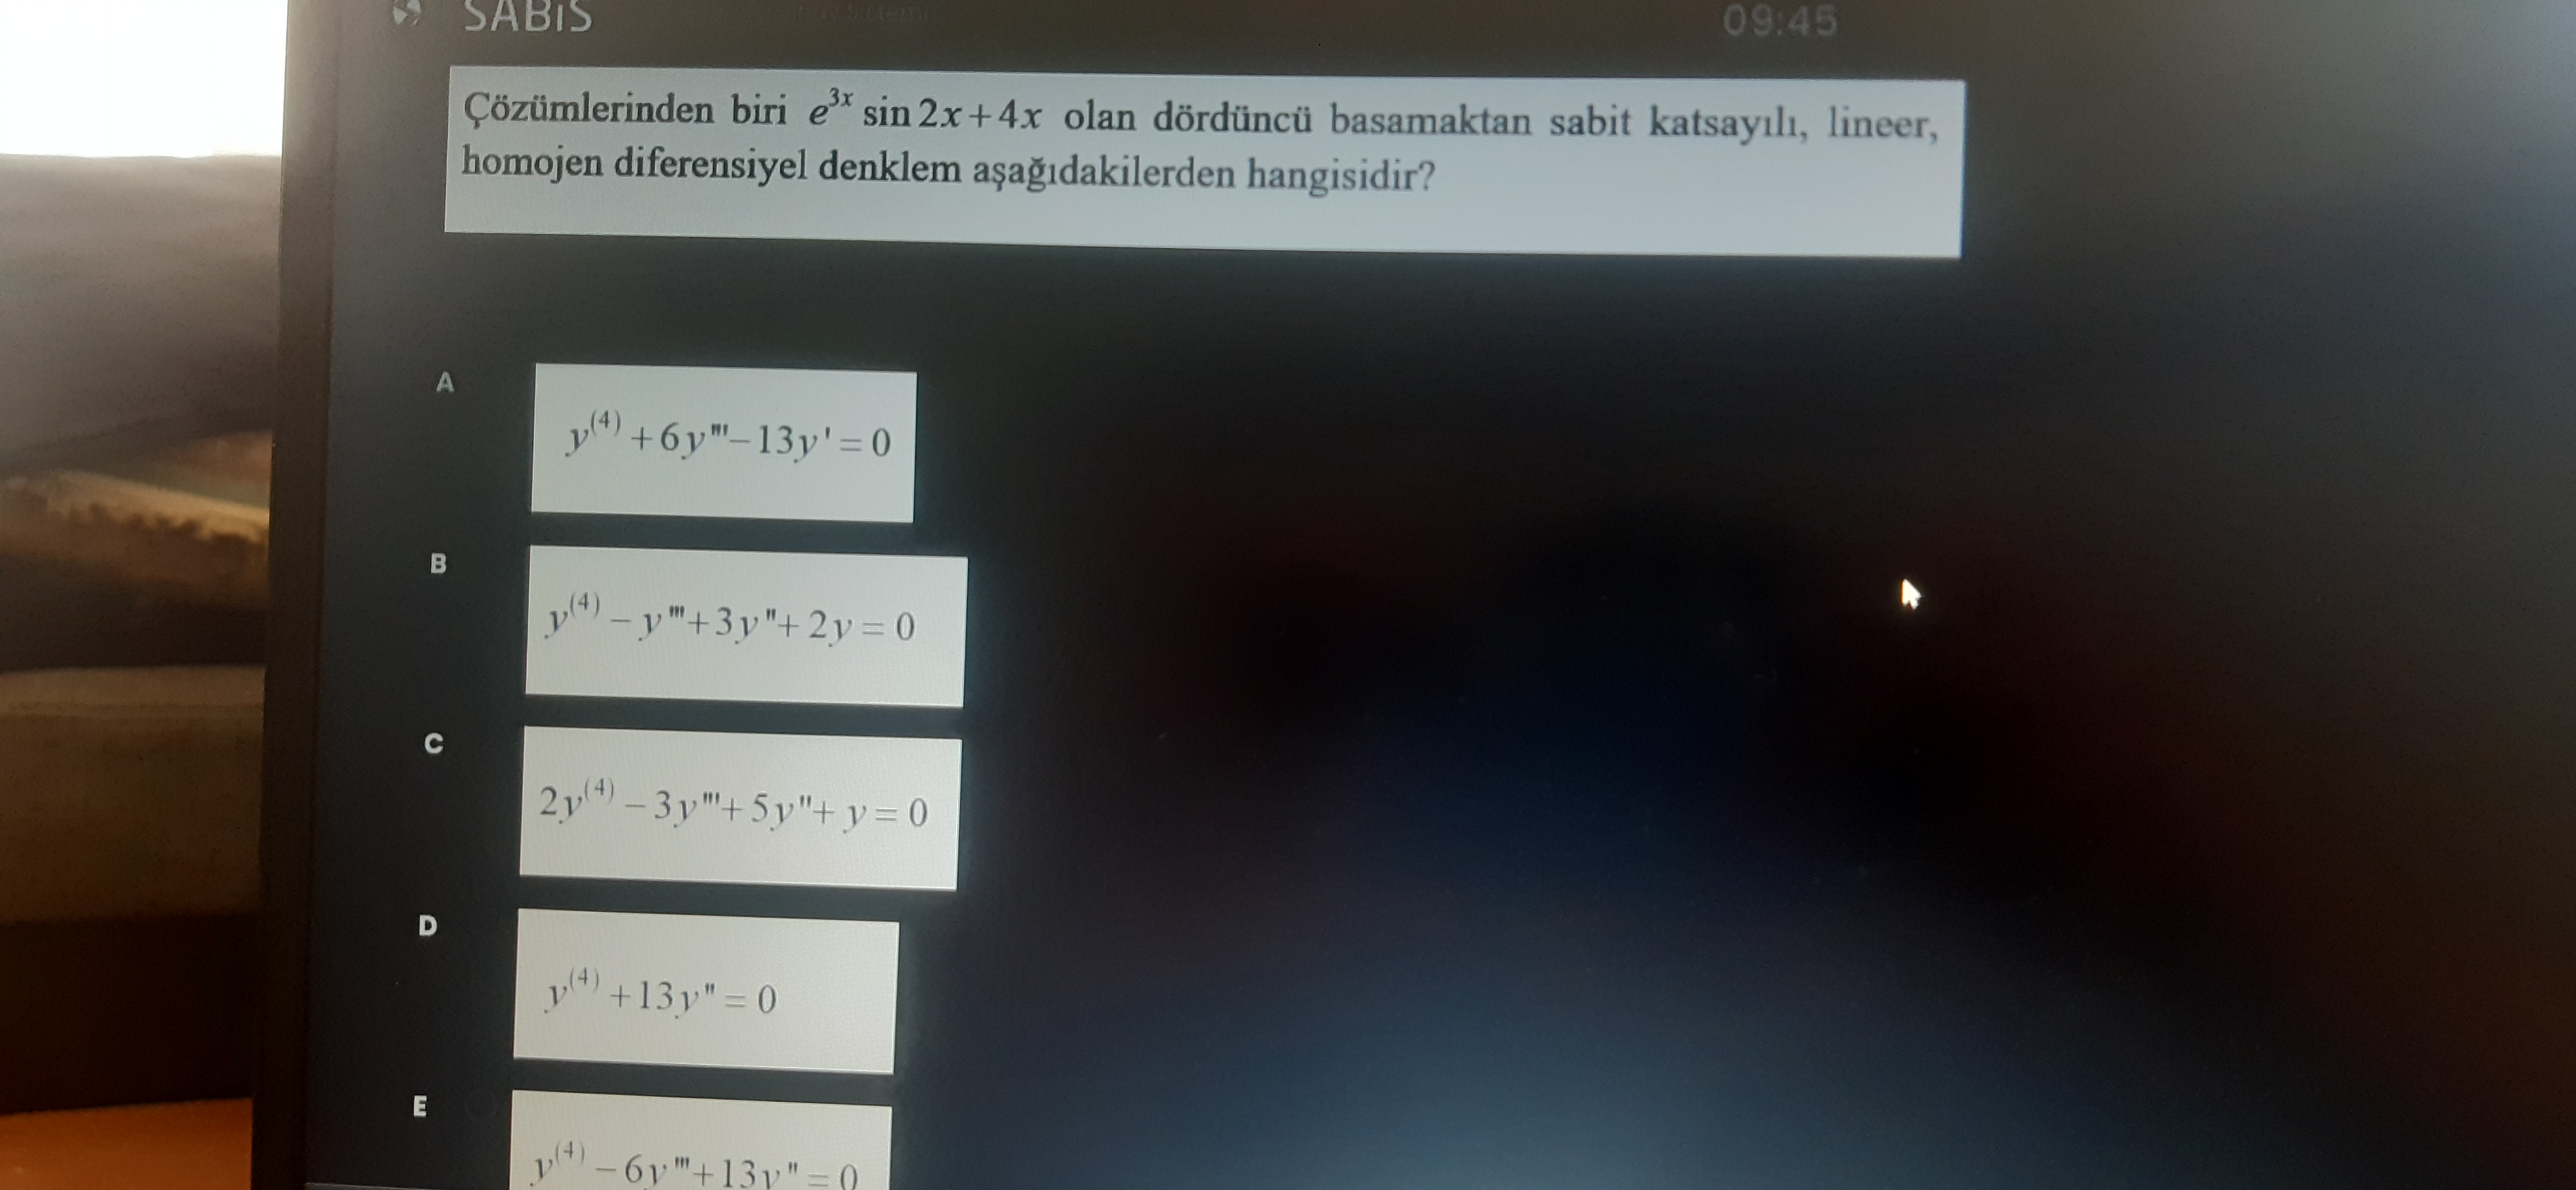 SABİS
09:45
Çözümlerinden biri e^{3x} sin 2x + 4x olan dördüncü basamaktan sabit katsayılı, lineer,
homojen diferensiyel denklem aşağıdakilerden hangisidir?
A
y^{(4)} + 6y''' – 13y' = 0
B
y^{(4)} – y''' + 3y'' + 2y = 0
C
2y^{(4)} – 3y''' + 5y'' + y = 0
D
y^{(4)} + 13y'' = 0
E
y^{(4)} – 6y''' + 13y'' = 0